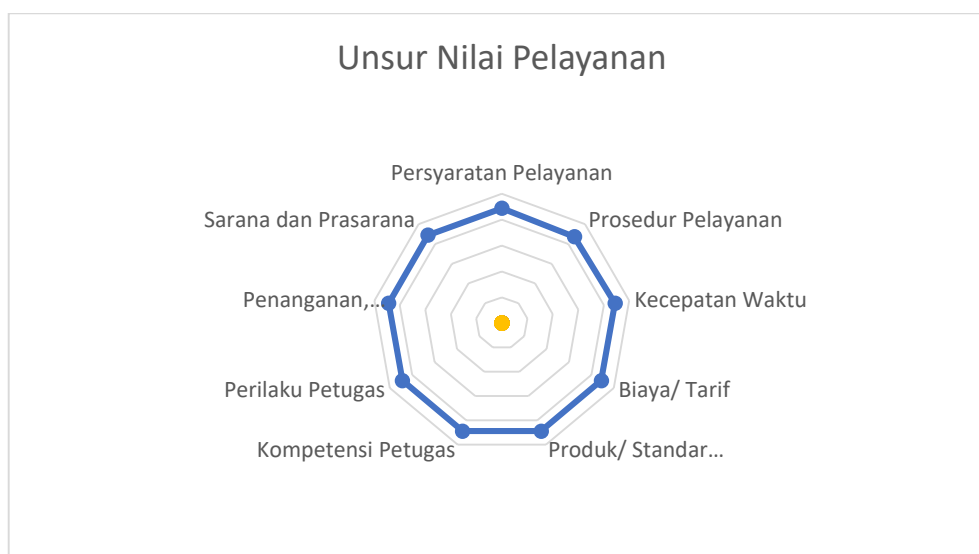 Unsur Nilai Pelayanan
Persyaratan Pelayanan
Prosedur Pelayanan
Kecepatan Waktu
Biaya/ Tarif
Produk/ Standar...
Kompetensi Petugas
Perilaku Petugas
Penanganan,...
Sarana dan Prasarana